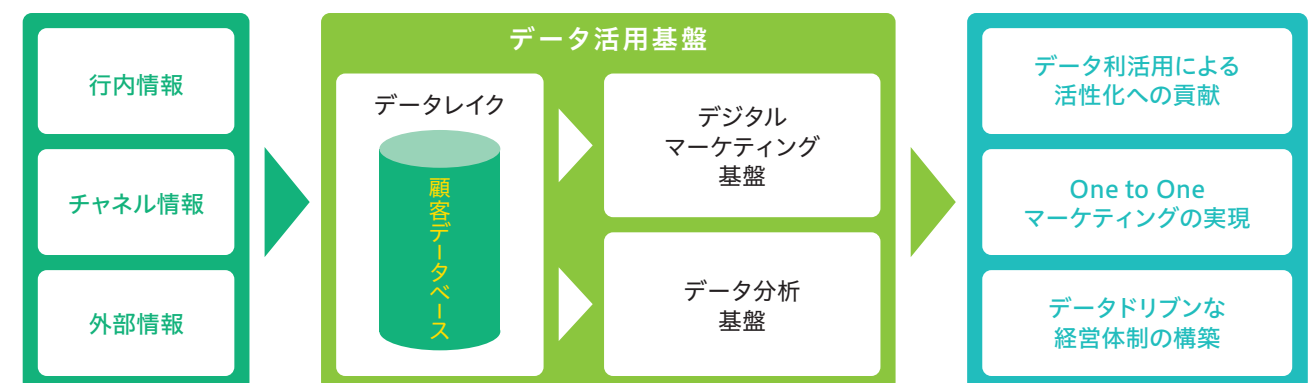 行内情報
チャネル情報
外部情報
データ活用基盤
データレイク
顧客データベース
デジタル
マーケティング
基盤
データ分析
基盤
データ利活用による
活性化への貢献
One to One
マーケティングの実現
データドリブンな
経営体制の構築